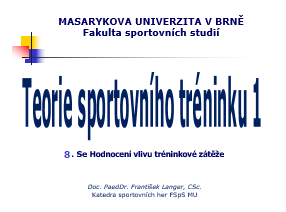 MASARYKOVA UNIVERZITA V BRNĚ
Fakulta sportovních studií
Teorie sportovního tréninku 1
8. Se Hodnocení vlivu tréninkové zátěže
Doc. PaedDr. František Langer, CSc.
Katedra sportovních her FSpS MU